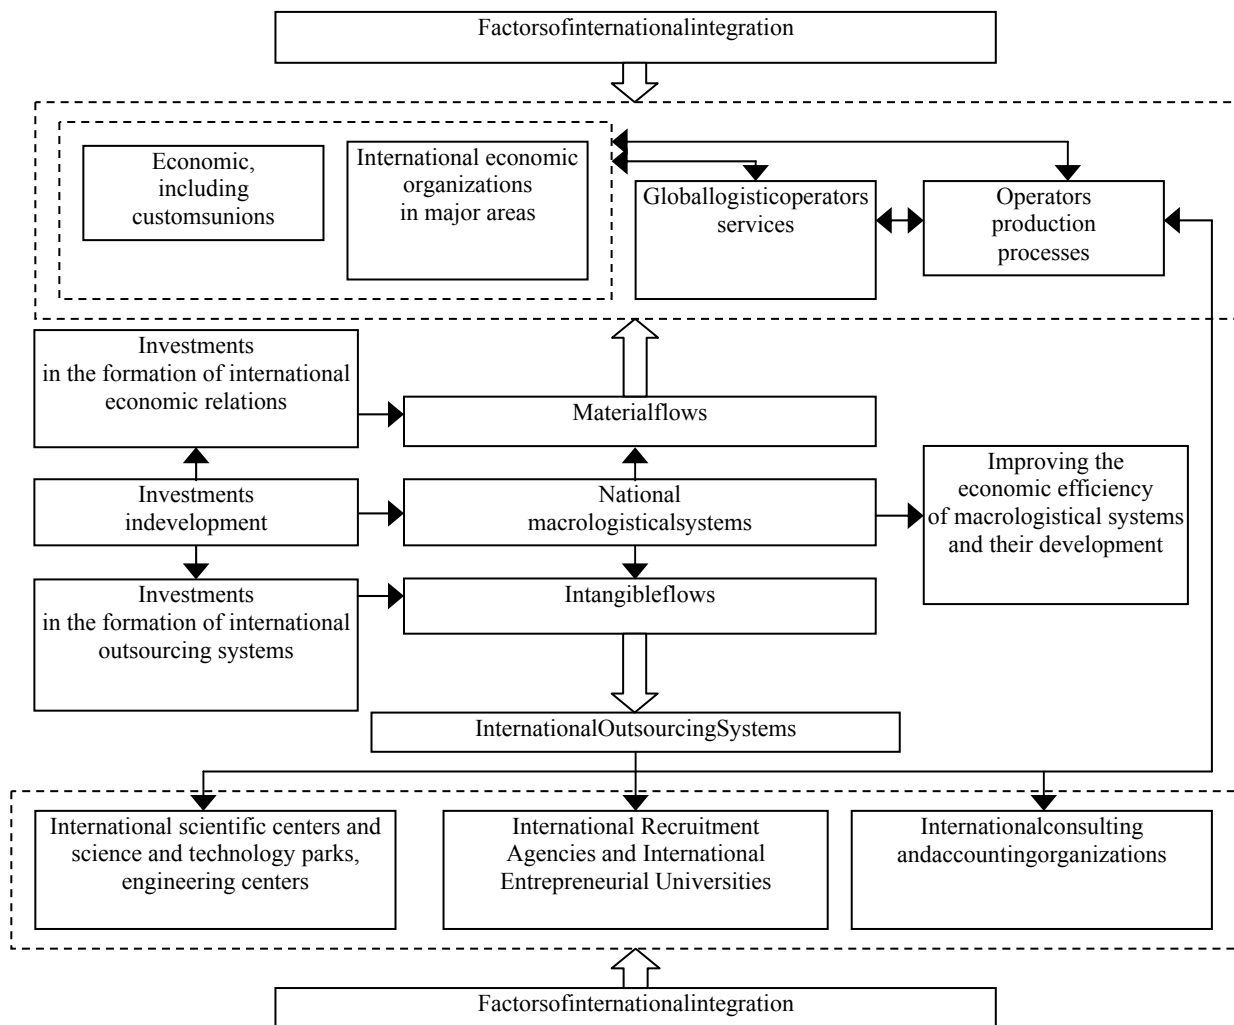 Factorsofinternationalintegration
Economic,
including
customsunions
International economic
organizations
in major areas
Globallogisticoperators
services
Operators
production
processes
Investments
in the formation of international
economic relations
Materialflows
Investments
indevelopment
National
macrologisticalsystems
Improving the
economic efficiency
of macrologistical systems
and their development
Investments
in the formation of international
outsourcing systems
Intangibleflows
InternationalOutsourcingSystems
International scientific centers and
science and technology parks,
engineering centers
International Recruitment
Agencies and International
Entrepreneurial Universities
Internationalconsulting
andaccountingorganizations
Factorsofinternationalintegration